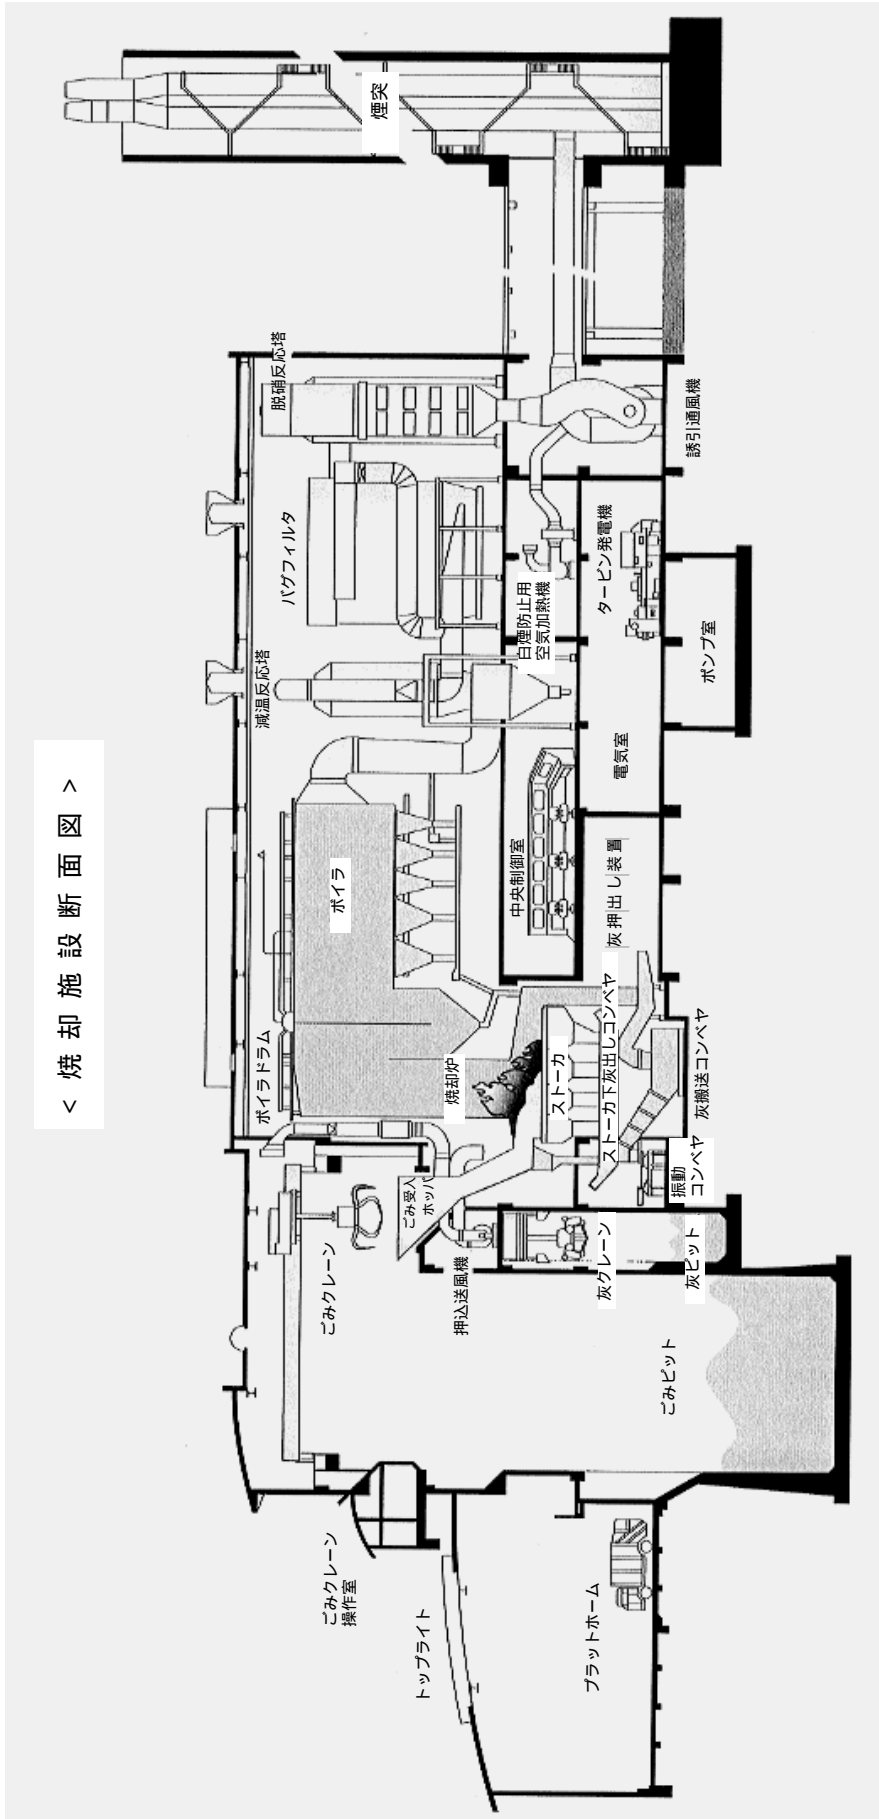 ＜焼却施設断面図＞
煙突
脱硝反応塔
誘引通風機
バグフィルタ
白煙防止用
空気加熱機
タービン発電機
減温反応塔
ポンプ室
電気室
ボイラ
中央制御室
灰押出し装置
ボイラドラム
焼却炉
ストーカ
ストーカ下灰出しコンベヤ
灰搬送コンベヤ
振動
コンベヤ
ごみ受入
ホッパ
ごみクレーン
押込送風機
灰クレーン
灰ピット
ごみピット
ごみクレーン
操作室
トップライト
プラットホーム